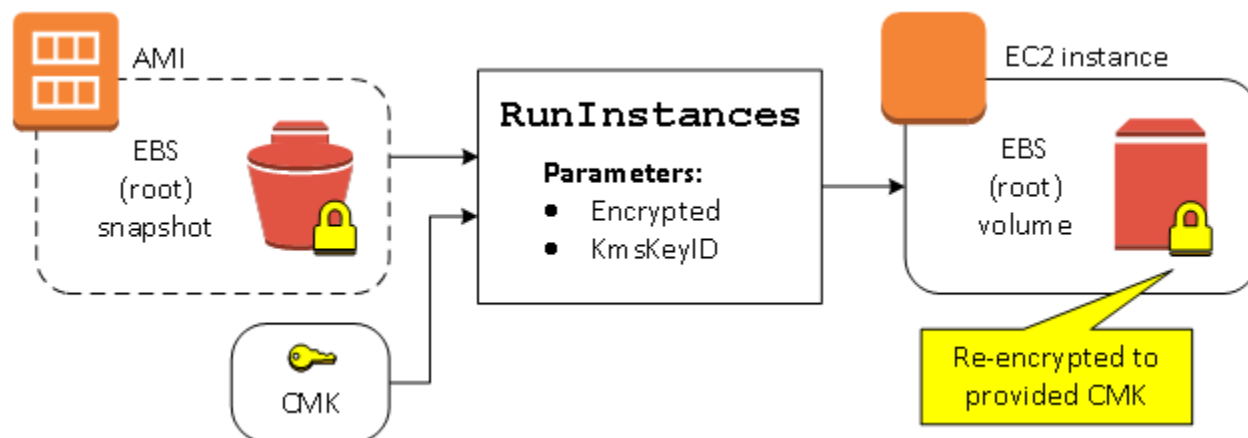 AMI
EBS
(root)
snapshot
CMK
RunInstances
Parameters:
● Encrypted
● KmsKeyID
EC2 instance
EBS
(root)
volume
Re-encrypted to
provided CMK